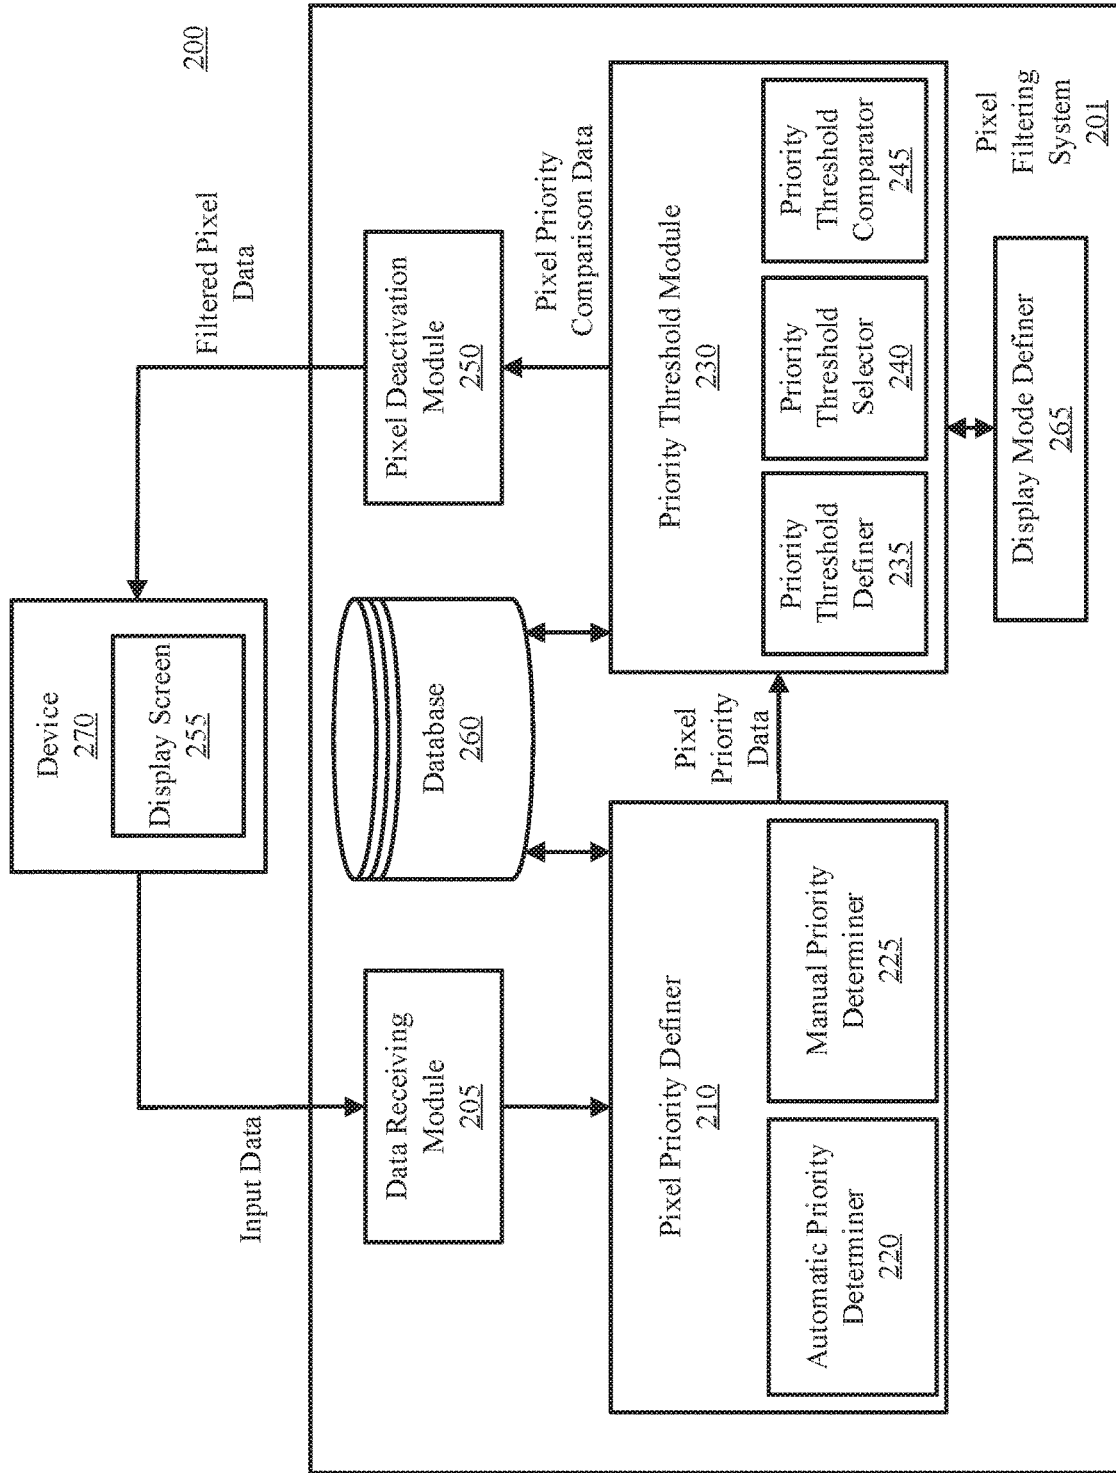 200
Device
270
Display Screen
255
Input Data
Filtered Pixel
Data
Data Receiving
Module
205
Database
260
Pixel Deactivation
Module
250
Pixel Priority
Comparison Data
Pixel Priority Definer
210
Automatic Priority
Determiner
220
Manual Priority
Determiner
225
Pixel
Priority
Data
Priority Threshold Module
230
Priority
Threshold
Definer
235
Priority
Threshold
Selector
240
Priority
Threshold
Comparator
245
Display Mode Definer
265
Pixel
Filtering
System
201